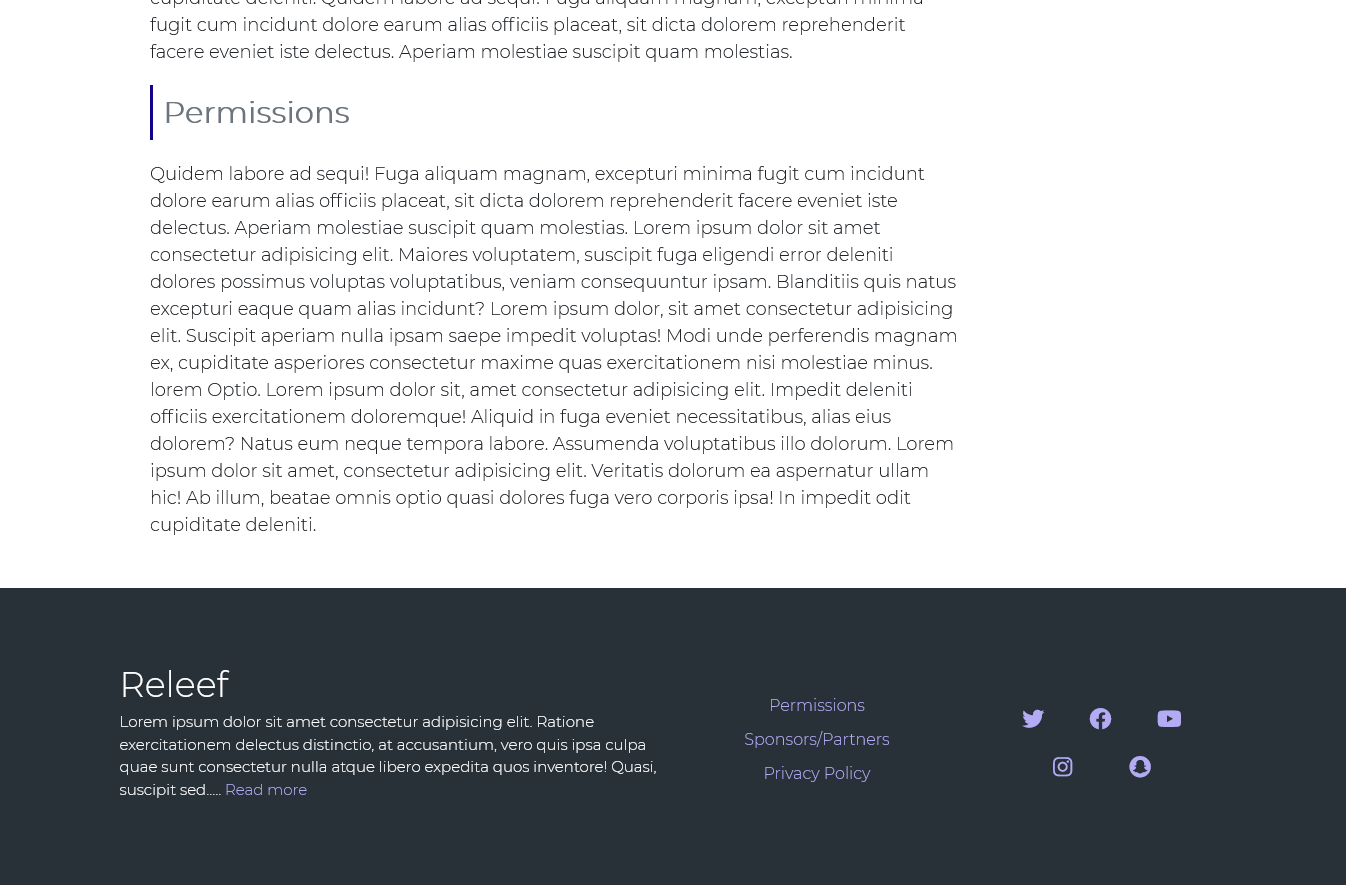 cupiditate deleniti. Quidem labore ad sequi! Fuga aliquam magnam, excepturi minima
fugit cum incidunt dolore earum alias officiis placeat, sit dicta dolorem reprehenderit
facere eveniet iste delectus. Aperiam molestiae suscipit quam molestias.
Permissions
Quidem labore ad sequi! Fuga aliquam magnam, excepturi minima fugit cum incidunt
dolore earum alias officiis placeat, sit dicta dolorem reprehenderit facere eveniet iste
delectus. Aperiam molestiae suscipit quam molestias. Lorem ipsum dolor sit amet
consectetur adipisicing elit. Maiores voluptatem, suscipit fuga eligendi error deleniti
dolores possimus voluptas voluptatibus, veniam consequuntur ipsam. Blanditiis quis natus
excepturi eaque quam alias incidunt? Lorem ipsum dolor, sit amet consectetur adipisicing
elit. Suscipit aperiam nulla ipsam saepe impedit voluptas! Modi unde perferendis magnam
ex, cupiditate asperiores consectetur maxime quas exercitationem nisi molestiae minus.
lorem Optio. Lorem ipsum dolor sit, amet consectetur adipisicing elit. Impedit deleniti
officiis exercitationem doloremque! Aliquid in fuga eveniet necessitatibus, alias eius
dolorem? Natus eum neque tempora labore. Assumenda voluptatibus illo dolorum. Lorem
ipsum dolor sit amet, consectetur adipisicing elit. Veritatis dolorum ea aspernatur ullam
hic! Ab illum, beatae omnis optio quasi dolores fuga vero corporis ipsa! In impedit odit
cupiditate deleniti.
Releef
Lorem ipsum dolor sit amet consectetur adipisicing elit. Ratione
exercitationem delectus distinctio, at accusantium, vero quis ipsa culpa
quae sunt consectetur nulla atque libero expedita quos inventore! Quasi,
suscipit sed..... Read more
Permissions
Sponsors/Partners
Privacy Policy